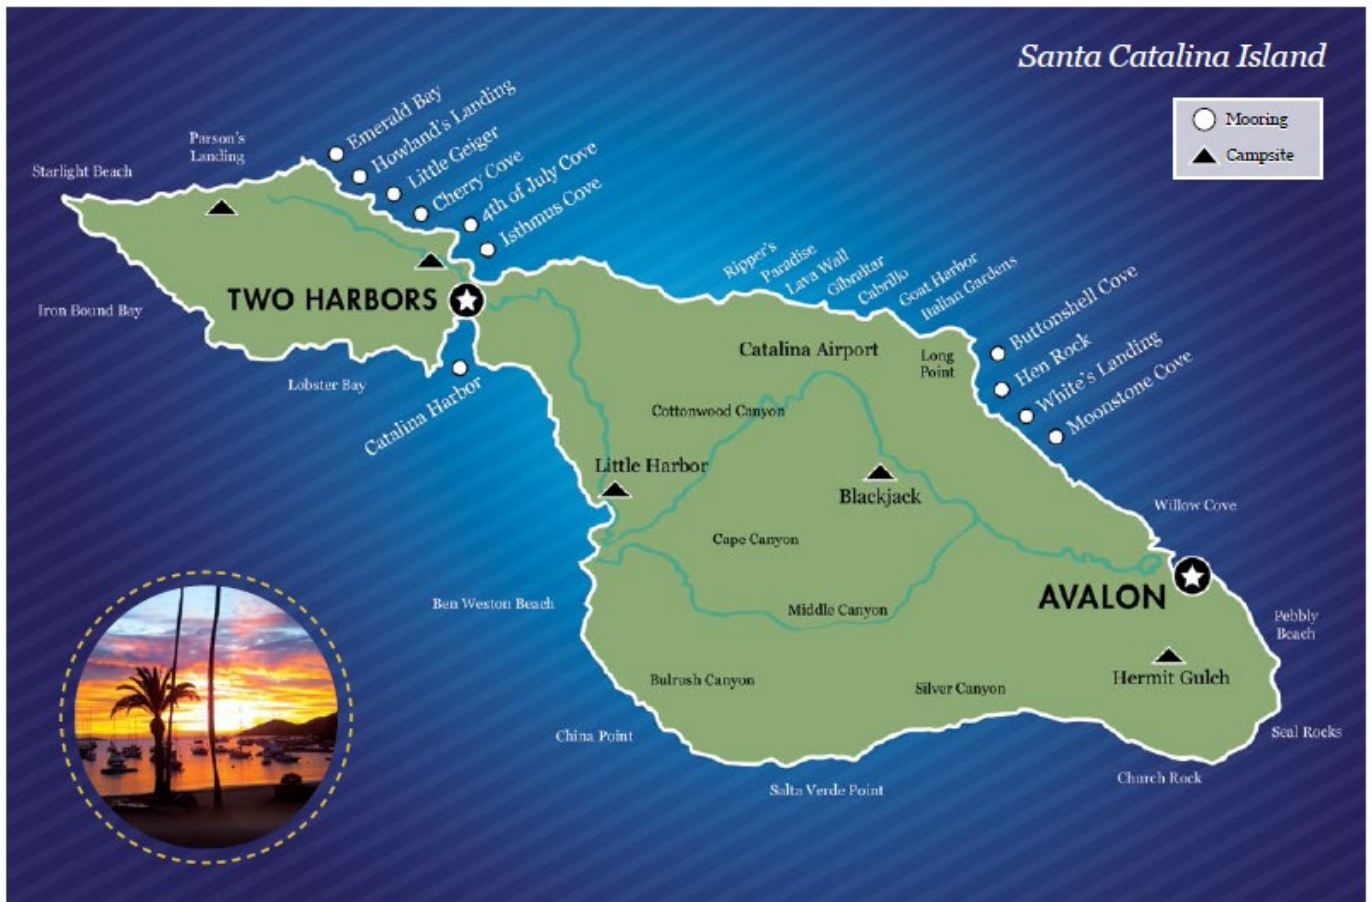 Santa Catalina Island
Mooring
Campsite
Emerald Bay
Howland's Landing
Little Geiger
Cherry Cove
4th of July Cove
Isthmus Cove
Parson's
Landing
Starlight Beach
TWO HARBORS
Iron Bound Bay
Lobster Bay
Catalina Harbor
Ripper's
Paradise
Lava Wall
Gibraltar
Cabrillo
Goat Harbor
Italian Gardens
Buttonshell Cove
Hen Rock
White's Landing
Moonstone Cove
Catalina Airport
Long
Point
Cottonwood Canyon
Little Harbor
Blackjack
Willow Cove
Cape Canyon
AVALON
Ben Weston Beach
Middle Canyon
Pebbly
Beach
Hermit Gulch
Bulrush Canyon
Silver Canyon
China Point
Seal Rocks
Church Rock
Salta Verde Point